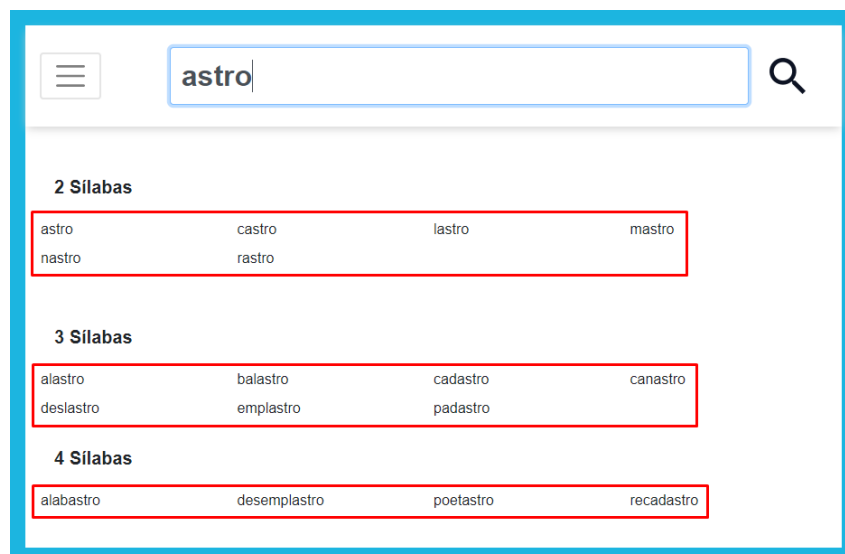 astro
2 Sílabas
astro castro lastro mastro
nastro rastro
3 Sílabas
alastro balastro cadastro canastro
deslastro emplastro padastro
4 Sílabas
alabastro desemplastro poetastro recadastro